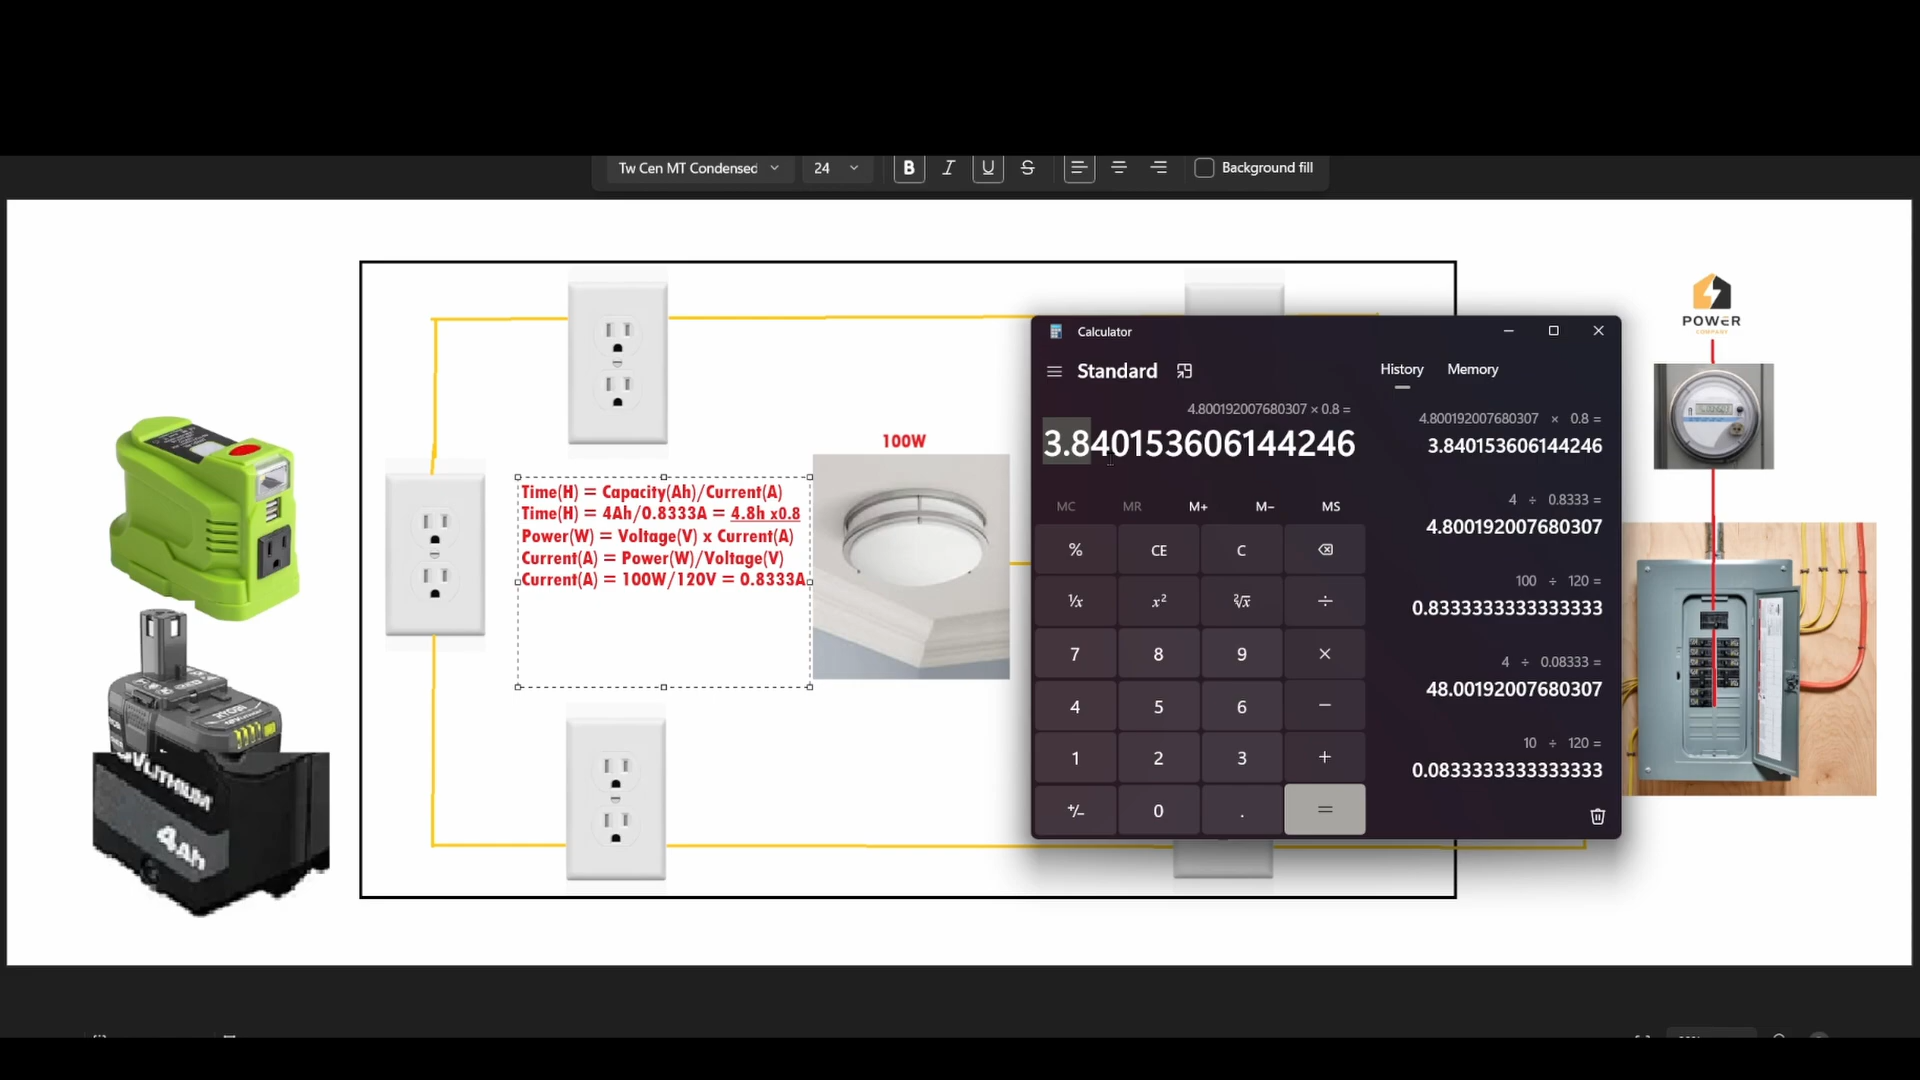 Tw Cen MT Condensed
24
B
I
U
S
Background fill
POWER
COMPANY
100W
Time(H) = Capacity(Ah)/Current(A)
Time(H) = 4Ah/0.8333A = 4.8h x0.8
Power(W) = Voltage(V) x Current(A)
Current(A) = Power(W)/Voltage(V)
Current(A) = 100W/120V = 0.8333A
RYOBI
LITHIUM
4Ah
Calculator
Standard
History
Memory
4.800192007680307 × 0.8 =
3.840153606144246
MC MR M+ M− MS
% CE C
¹/x x² ²√x ÷
7 8 9 ×
4 5 6 −
1 2 3 +
+/− 0 . =
4.800192007680307 × 0.8 =
3.840153606144246
4 ÷ 0.8333 =
4.800192007680307
100 ÷ 120 =
0.8333333333333333
4 ÷ 0.08333 =
48.00192007680307
10 ÷ 120 =
0.0833333333333333